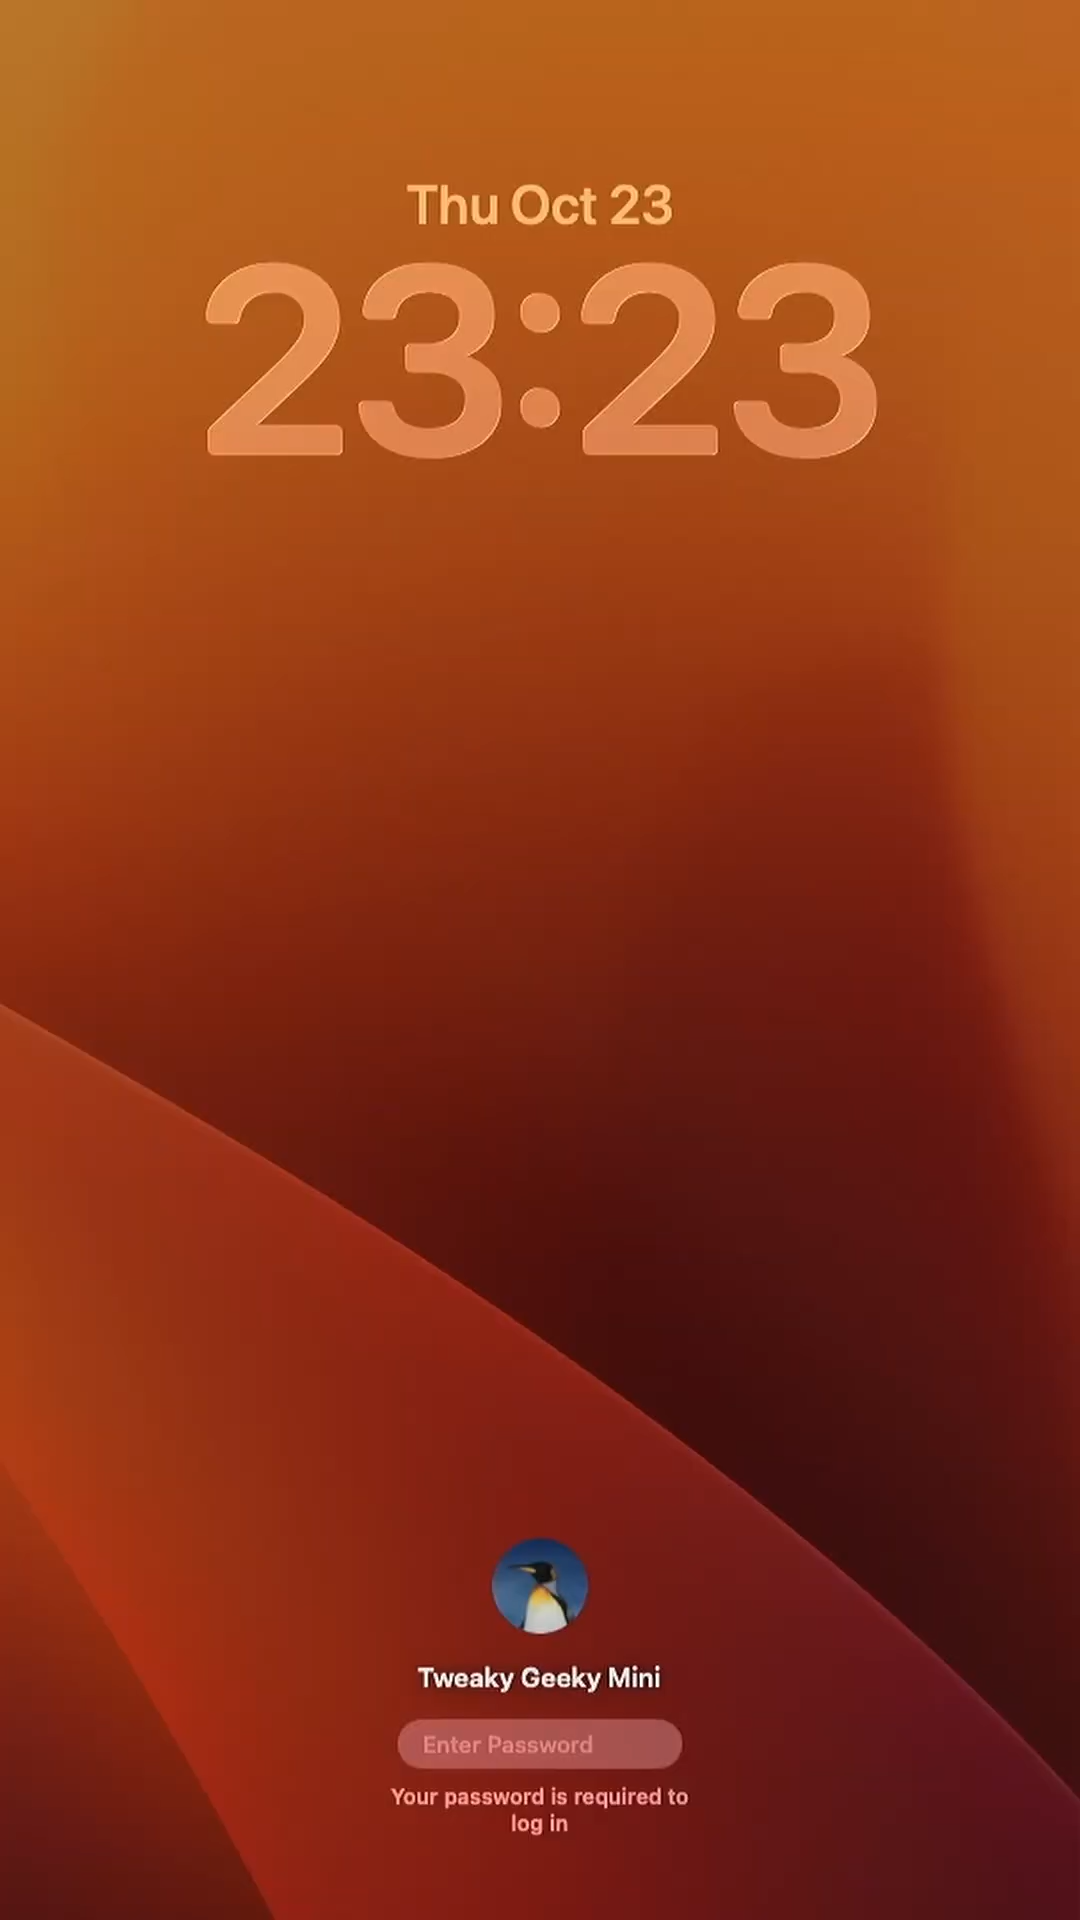 Thu Oct 23
23:23
Tweaky Geeky Mini
Enter Password
Your password is required to
log in